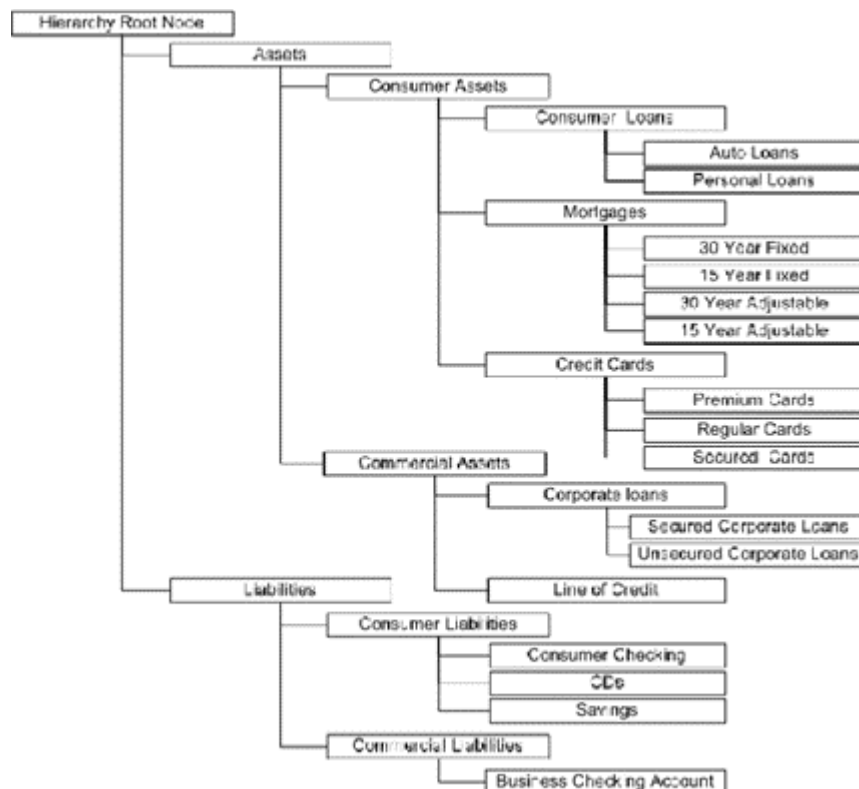 Hierarchy Root Node
Assets
Consumer Assets
Consumer Loans
Auto Loans
Personal Loans
Mortgages
30 Year Fixed
15 Year Fixed
30 Year Adjustable
15 Year Adjustable
Credit Cards
Premium Cards
Regular Cards
Secured Cards
Commercial Assets
Corporate loans
Secured Corporate Loans
Unsecured Corporate Loans
Line of Credit
Liabilities
Consumer Liabilities
Consumer Checking
CDs
Savings
Commercial Liabilities
Business Checking Account